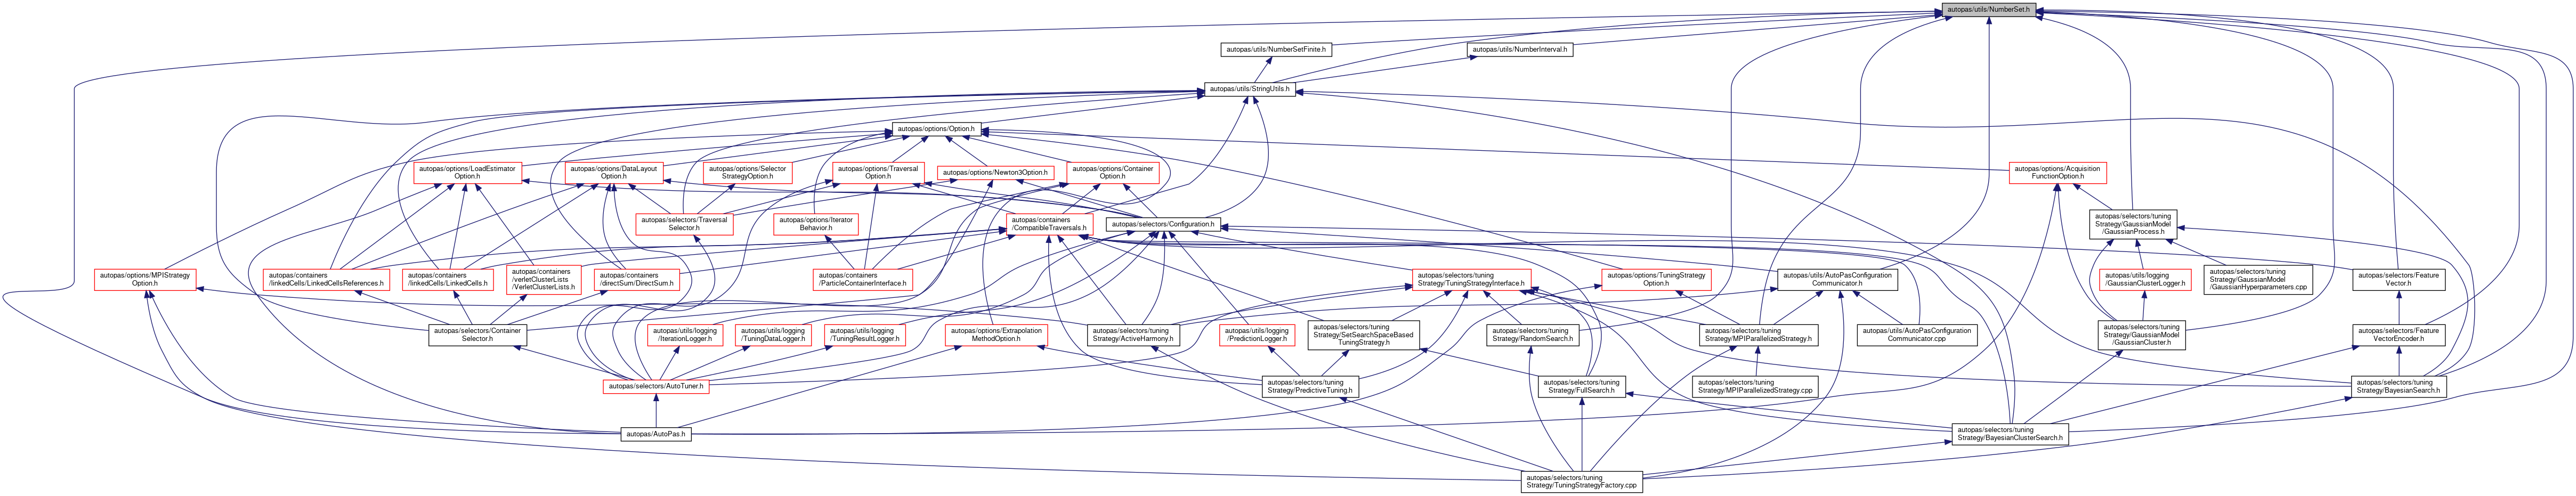 autopas/utils/NumberSet.h
autopas/utils/NumberSetFinite.h
autopas/utils/NumberInterval.h
autopas/utils/StringUtils.h
autopas/options/Option.h
autopas/options/LoadEstimator
Option.h
autopas/options/DataLayout
Option.h
autopas/options/Selector
StrategyOption.h
autopas/options/Traversal
Option.h
autopas/options/Newton3Option.h
autopas/options/Container
Option.h
autopas/options/Acquisition
FunctionOption.h
autopas/selectors/Traversal
Selector.h
autopas/options/Iterator
Behavior.h
autopas/containers
/CompatibleTraversals.h
autopas/selectors/Configuration.h
autopas/selectors/tuning
Strategy/GaussianModel
/GaussianProcess.h
autopas/options/MPIStrategy
Option.h
autopas/containers
/linkedCells/LinkedCellsReferences.h
autopas/containers
/linkedCells/LinkedCells.h
autopas/containers
/verletClusterLists
/VerletClusterLists.h
autopas/containers
/directSum/DirectSum.h
autopas/containers
/ParticleContainerInterface.h
autopas/selectors/tuning
Strategy/TuningStrategyInterface.h
autopas/options/TuningStrategy
Option.h
autopas/utils/AutoPasConfiguration
Communicator.h
autopas/utils/logging
/GaussianClusterLogger.h
autopas/selectors/tuning
Strategy/GaussianModel
/GaussianHyperparameters.cpp
autopas/selectors/Feature
Vector.h
autopas/selectors/Container
Selector.h
autopas/utils/logging
/IterationLogger.h
autopas/utils/logging
/TuningDataLogger.h
autopas/utils/logging
/TuningResultLogger.h
autopas/options/Extrapolation
MethodOption.h
autopas/selectors/tuning
Strategy/ActiveHarmony.h
autopas/utils/logging
/PredictionLogger.h
autopas/selectors/tuning
Strategy/SetSearchSpaceBased
TuningStrategy.h
autopas/selectors/tuning
Strategy/RandomSearch.h
autopas/selectors/tuning
Strategy/MPIParallelizedStrategy.h
autopas/utils/AutoPasConfiguration
Communicator.cpp
autopas/selectors/tuning
Strategy/GaussianModel
/GaussianCluster.h
autopas/selectors/Feature
VectorEncoder.h
autopas/selectors/AutoTuner.h
autopas/selectors/tuning
Strategy/PredictiveTuning.h
autopas/selectors/tuning
Strategy/FullSearch.h
autopas/selectors/tuning
Strategy/MPIParallelizedStrategy.cpp
autopas/selectors/tuning
Strategy/BayesianSearch.h
autopas/AutoPas.h
autopas/selectors/tuning
Strategy/BayesianClusterSearch.h
autopas/selectors/tuning
Strategy/TuningStrategyFactory.cpp